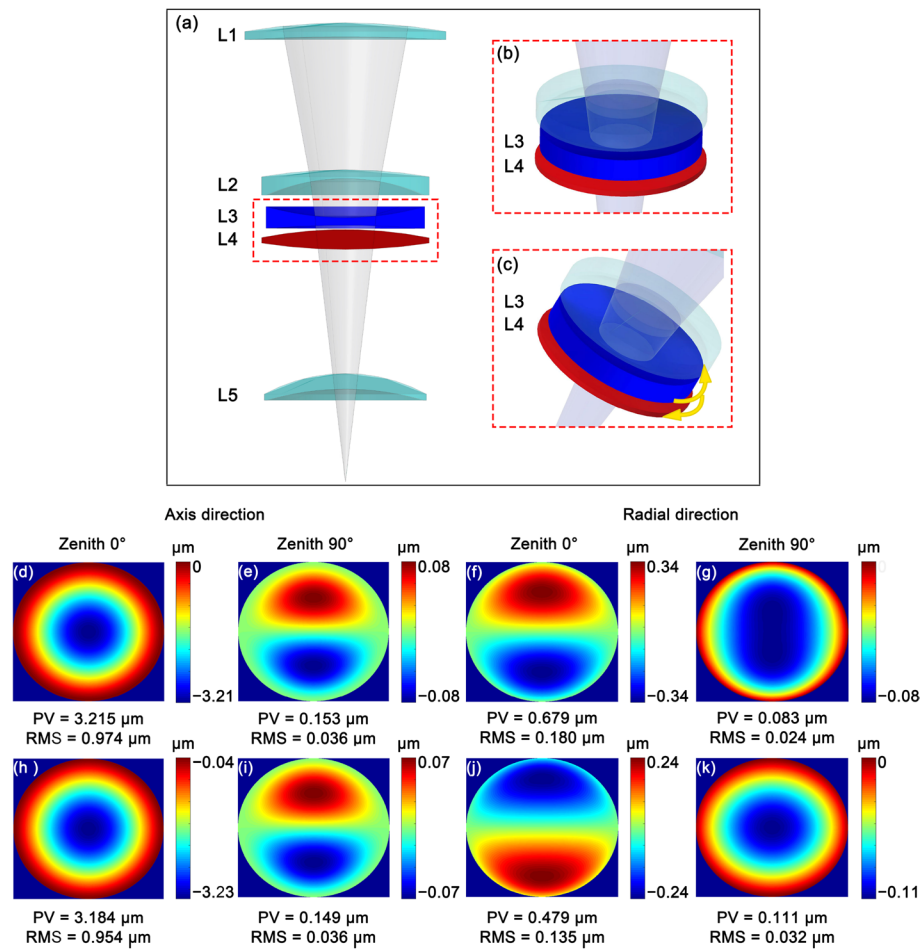 (a)
L1
L2
L3
L4
L5
(b)
L3
L4
(c)
L3
L4
Axis direction
Radial direction
Zenith 0°
Zenith 90°
Zenith 0°
Zenith 90°
(d)
μm
0
−3.21
(e)
μm
0.08
−0.08
(f)
μm
0.34
−0.34
(g)
μm
0
−0.08
PV = 3.215 μm
RMS = 0.974 μm
PV = 0.153 μm
RMS = 0.036 μm
PV = 0.679 μm
RMS = 0.180 μm
PV = 0.083 μm
RMS = 0.024 μm
(h )
μm
−0.04
−3.23
(i)
μm
0.07
−0.07
(j)
μm
0.24
−0.24
(k)
μm
0
−0.11
PV = 3.184 μm
RMS = 0.954 μm
PV = 0.149 μm
RMS = 0.036 μm
PV = 0.479 μm
RMS = 0.135 μm
PV = 0.111 μm
RMS = 0.032 μm